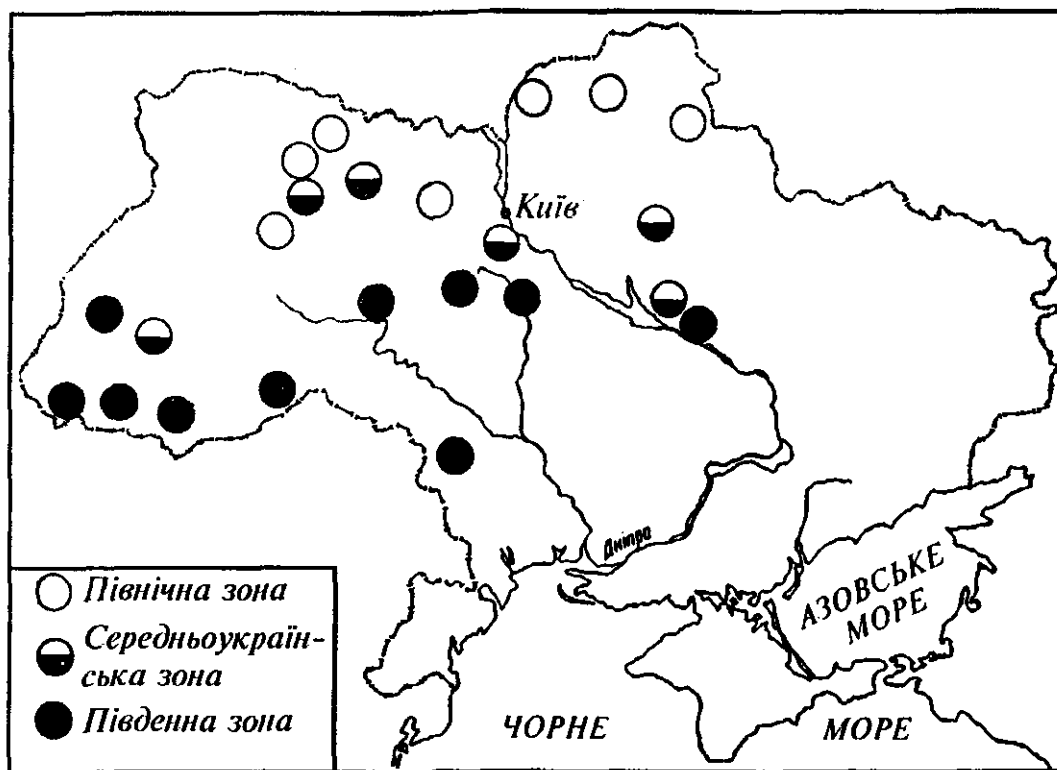 Київ
Дніпро
АЗОВСЬКЕ
МОРЕ
Північна зона
Середньоукраїн-
ська зона
Південна зона
ЧОРНЕ
МОРЕ